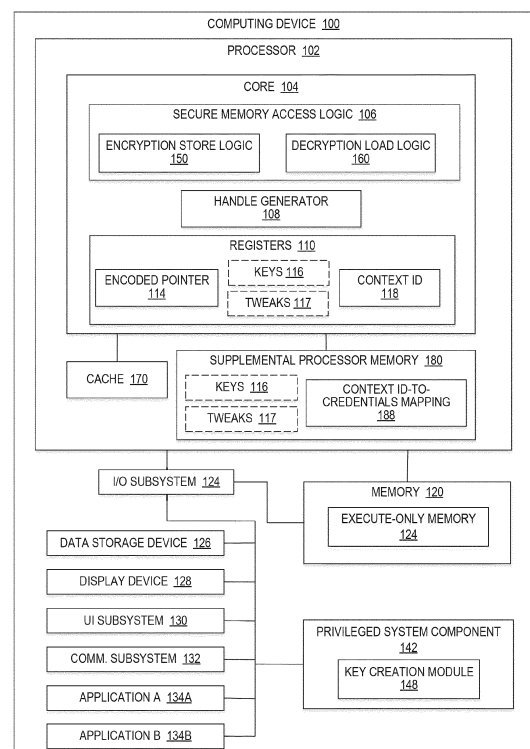 COMPUTING DEVICE 100
PROCESSOR 102
CORE 104
SECURE MEMORY ACCESS LOGIC 106
ENCRYPTION STORE LOGIC
150
DECRYPTION LOAD LOGIC
160
HANDLE GENERATOR
108
REGISTERS 110
ENCODED POINTER
114
KEYS 116
TWEAKS 117
CONTEXT ID
118
CACHE 170
SUPPLEMENTAL PROCESSOR MEMORY 180
KEYS 116
TWEAKS 117
CONTEXT ID-TO-
CREDENTIALS MAPPING
188
I/O SUBSYSTEM 124
MEMORY 120
EXECUTE-ONLY MEMORY
124
DATA STORAGE DEVICE 126
DISPLAY DEVICE 128
UI SUBSYSTEM 130
COMM. SUBSYSTEM 132
APPLICATION A 134A
APPLICATION B 134B
PRIVILEGED SYSTEM COMPONENT
142
KEY CREATION MODULE
148